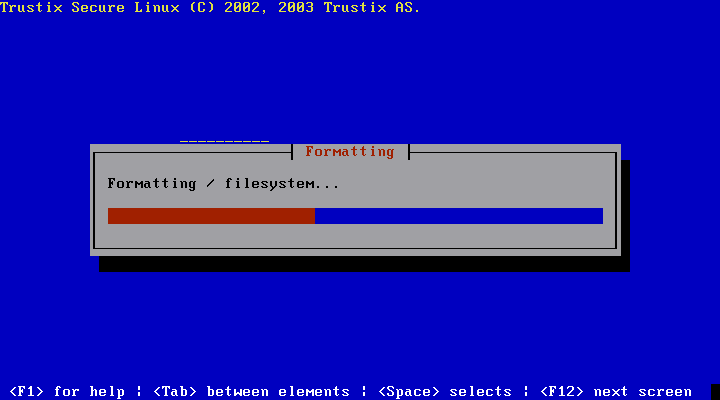 Trustix Secure Linux (C) 2002, 2003 Trustix AS.
Formatting
Formatting / filesystem...
<F1> for help ¦ <Tab> between elements ¦ <Space> selects ¦ <F12> next screen